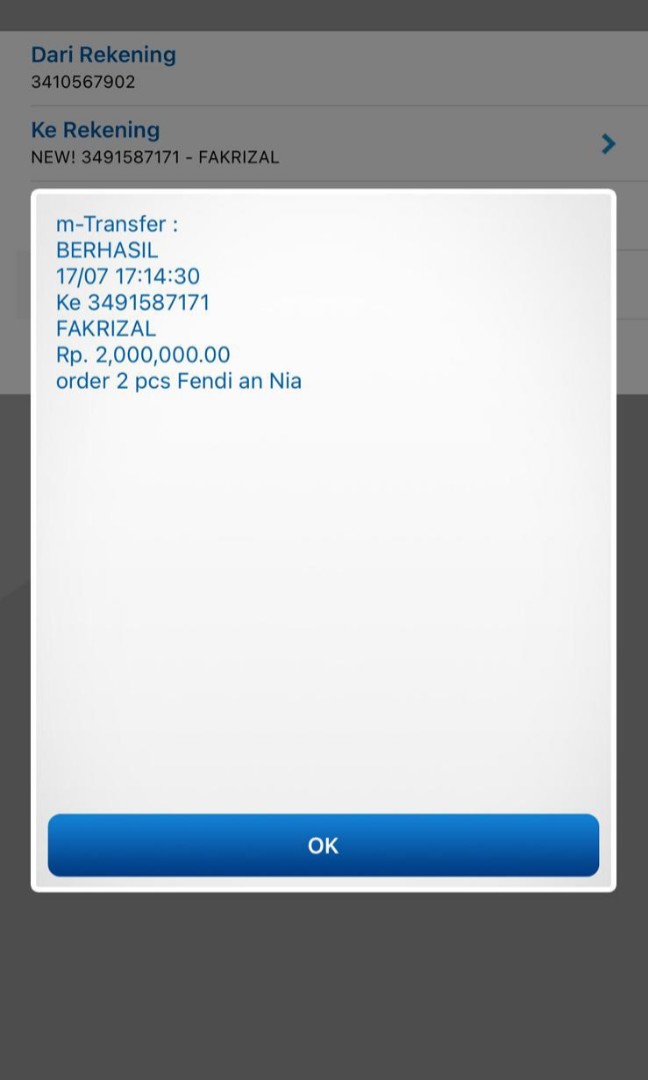 Dari Rekening
3410567902
Ke Rekening
NEW! 3491587171 - FAKRIZAL
m-Transfer :
BERHASIL
17/07 17:14:30
Ke 3491587171
FAKRIZAL
Rp. 2,000,000.00
order 2 pcs Fendi an Nia
OK